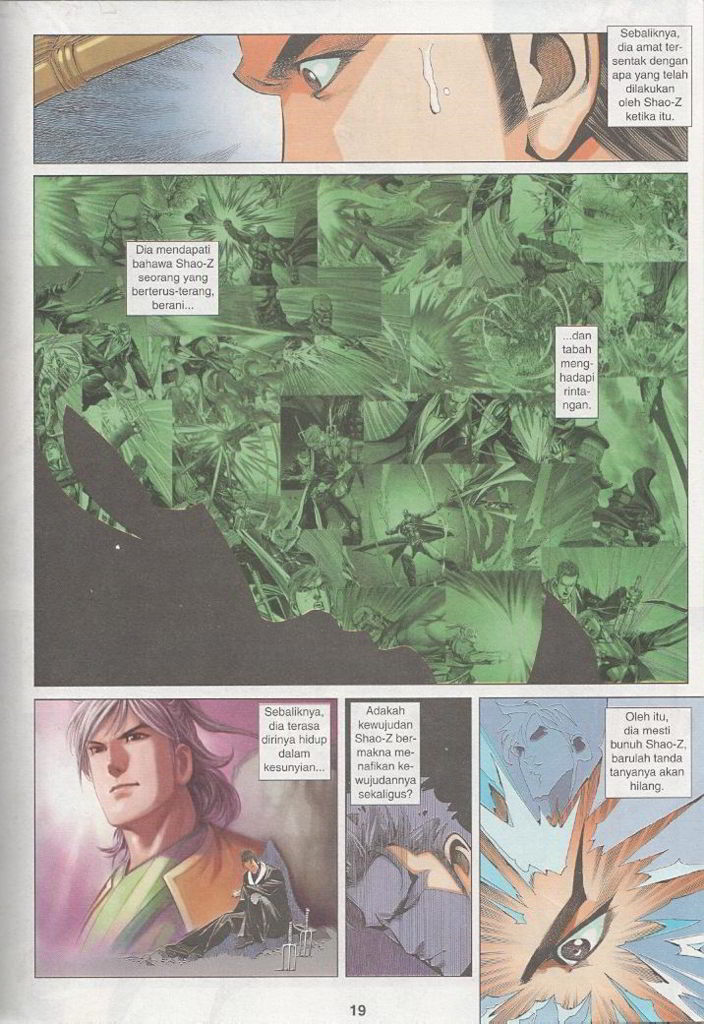 Sebaliknya,
dia amat ter-
sentak dengan
apa yang telah
dilakukan
oleh Shao-Z
ketika itu.
Dia mendapati
bahawa Shao-Z
seorang yang
berterus-terang,
berani...
...dan
tabah
meng-
hadapi
rinta-
ngan.
Sebaliknya,
dia terasa
dirinya hidup
dalam
kesunyian...
Adakah
kewujudan
Shao-Z ber-
makna me-
nafikan ke-
wujudannya
sekaligus?
Oleh itu,
dia mesti
bunuh Shao-Z,
barulah tanda
tanyanya akan
hilang.
19